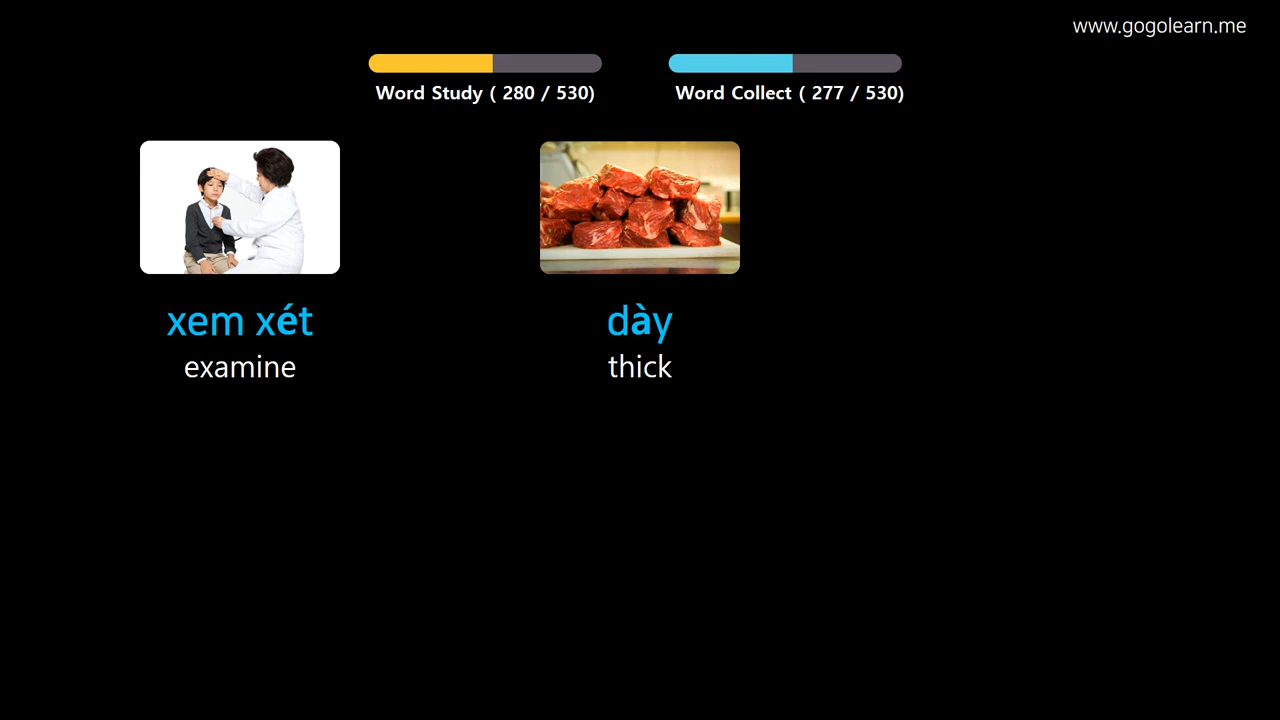 www.gogolearn.me
Word Study ( 280 / 530)
Word Collect ( 277 / 530)
xem xét
examine
dày
thick